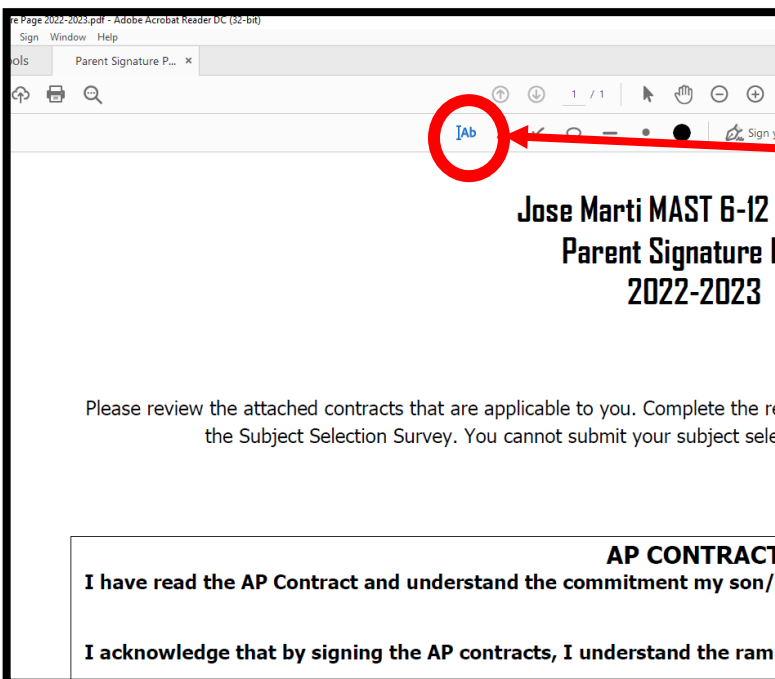 re Page 2022-2023.pdf - Adobe Acrobat Reader DC (32-bit)
Sign Window Help
ols Parent Signature P... ×
1 / 1
IAb Sign y
Jose Marti MAST 6-12
Parent Signature
2022-2023
Please review the attached contracts that are applicable to you. Complete the re
the Subject Selection Survey. You cannot submit your subject sele
AP CONTRACT
I have read the AP Contract and understand the commitment my son/
I acknowledge that by signing the AP contracts, I understand the ram